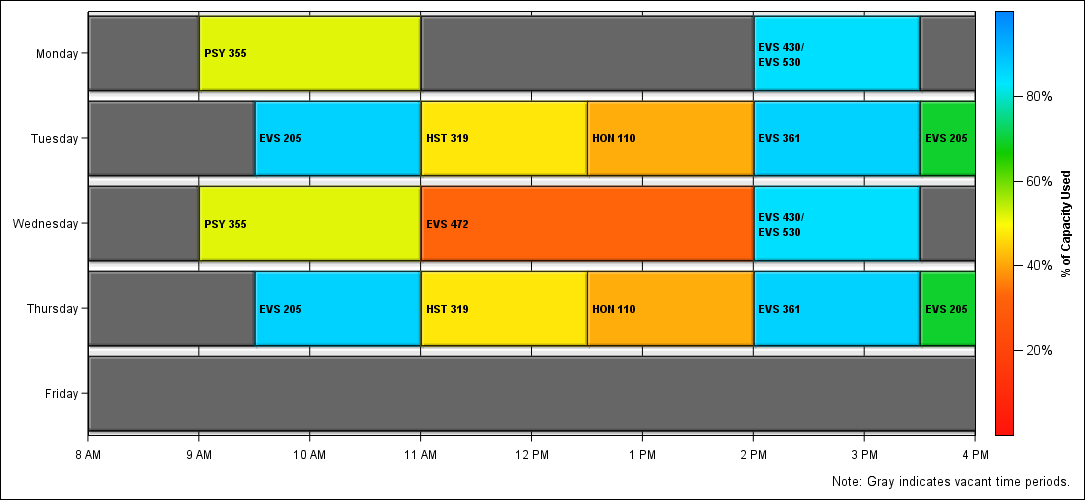 Monday
PSY 355
EVS 430/
EVS 530
Tuesday
EVS 205
HST 319
HON 110
EVS 361
EVS 205
Wednesday
PSY 355
EVS 472
EVS 430/
EVS 530
Thursday
EVS 205
HST 319
HON 110
EVS 361
EVS 205
Friday
8 AM
9 AM
10 AM
11 AM
12 PM
1 PM
2 PM
3 PM
4 PM
80%
60%
40%
20%
% of Capacity Used
Note: Gray indicates vacant time periods.